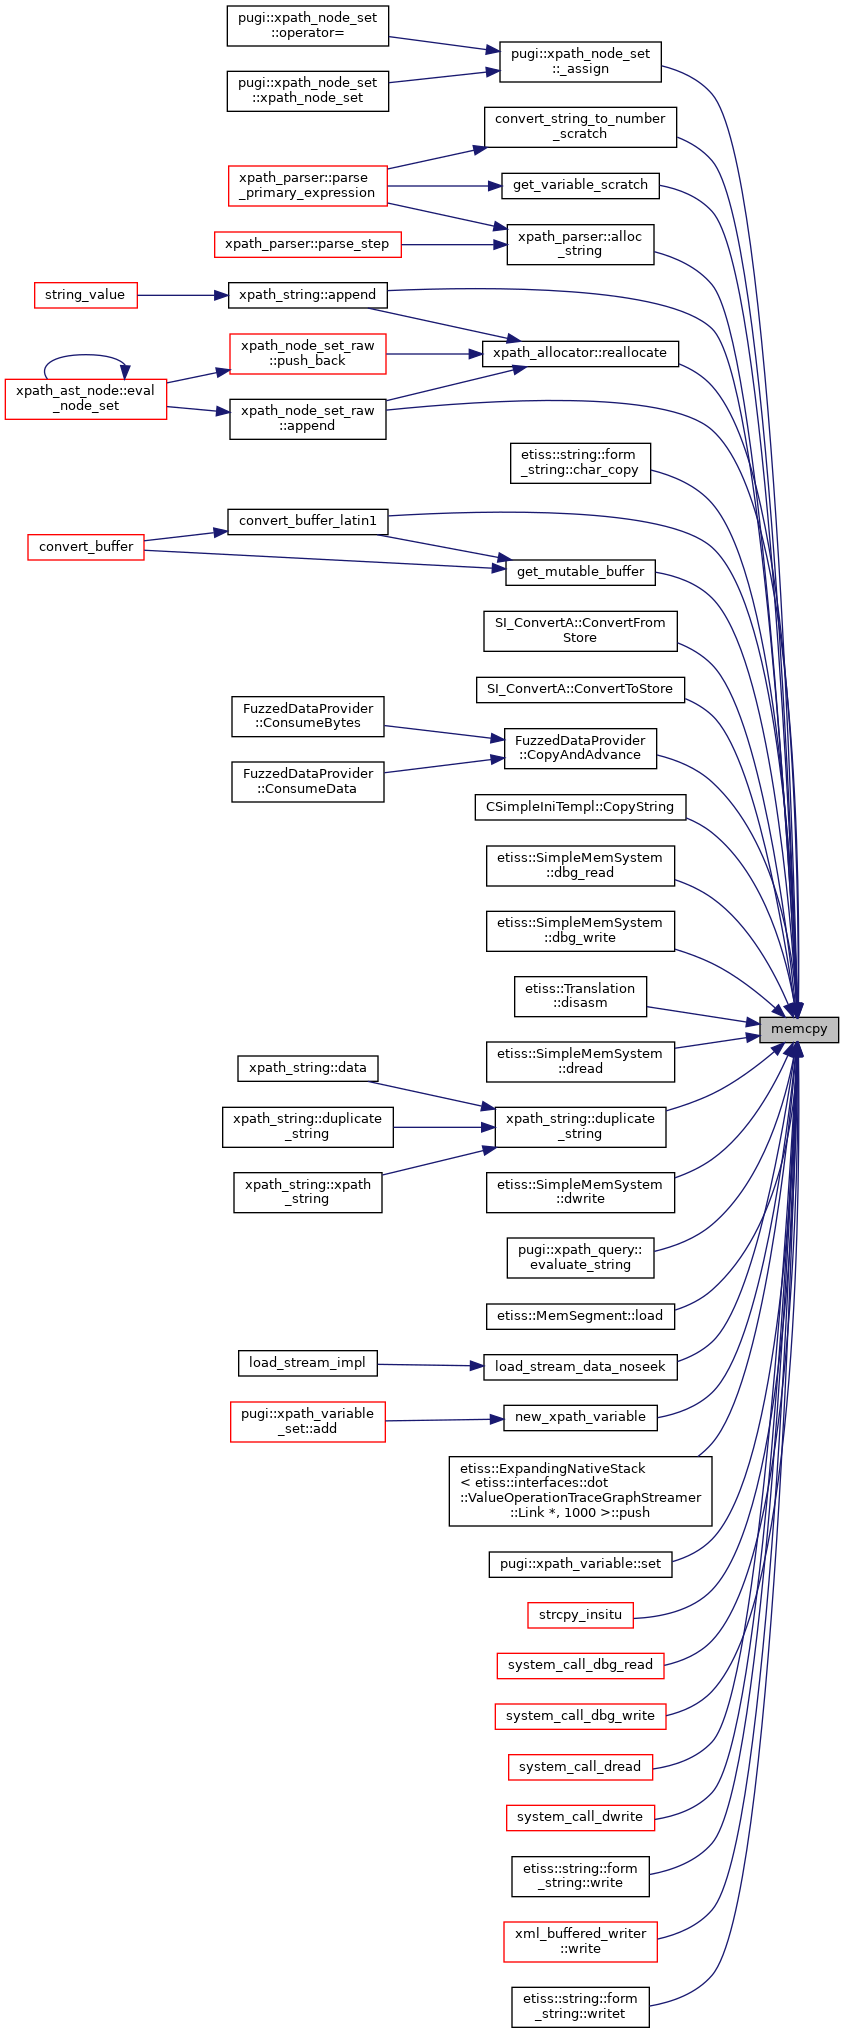 pugi::xpath_node_set
::operator=
pugi::xpath_node_set
::_assign
pugi::xpath_node_set
::xpath_node_set
convert_string_to_number
_scratch
xpath_parser::parse
_primary_expression
get_variable_scratch
xpath_parser::parse_step
xpath_parser::alloc
_string
string_value
xpath_string::append
xpath_node_set_raw
::push_back
xpath_allocator::reallocate
xpath_ast_node::eval
_node_set
xpath_node_set_raw
::append
etiss::string::form
_string::char_copy
convert_buffer_latin1
convert_buffer
get_mutable_buffer
SI_ConvertA::ConvertFrom
Store
SI_ConvertA::ConvertToStore
FuzzedDataProvider
::ConsumeBytes
FuzzedDataProvider
::CopyAndAdvance
FuzzedDataProvider
::ConsumeData
CSimpleIniTempl::CopyString
etiss::SimpleMemSystem
::dbg_read
etiss::SimpleMemSystem
::dbg_write
etiss::Translation
::disasm
memcpy
etiss::SimpleMemSystem
::dread
xpath_string::data
xpath_string::duplicate
_string
xpath_string::duplicate
_string
xpath_string::xpath
_string
etiss::SimpleMemSystem
::dwrite
pugi::xpath_query::
evaluate_string
etiss::MemSegment::load
load_stream_impl
load_stream_data_noseek
pugi::xpath_variable
_set::add
new_xpath_variable
etiss::ExpandingNativeStack
< etiss::interfaces::dot
::ValueOperationTraceGraphStreamer
::Link *, 1000 >::push
pugi::xpath_variable::set
strcpy_insitu
system_call_dbg_read
system_call_dbg_write
system_call_dread
system_call_dwrite
etiss::string::form
_string::write
xml_buffered_writer
::write
etiss::string::form
_string::writet